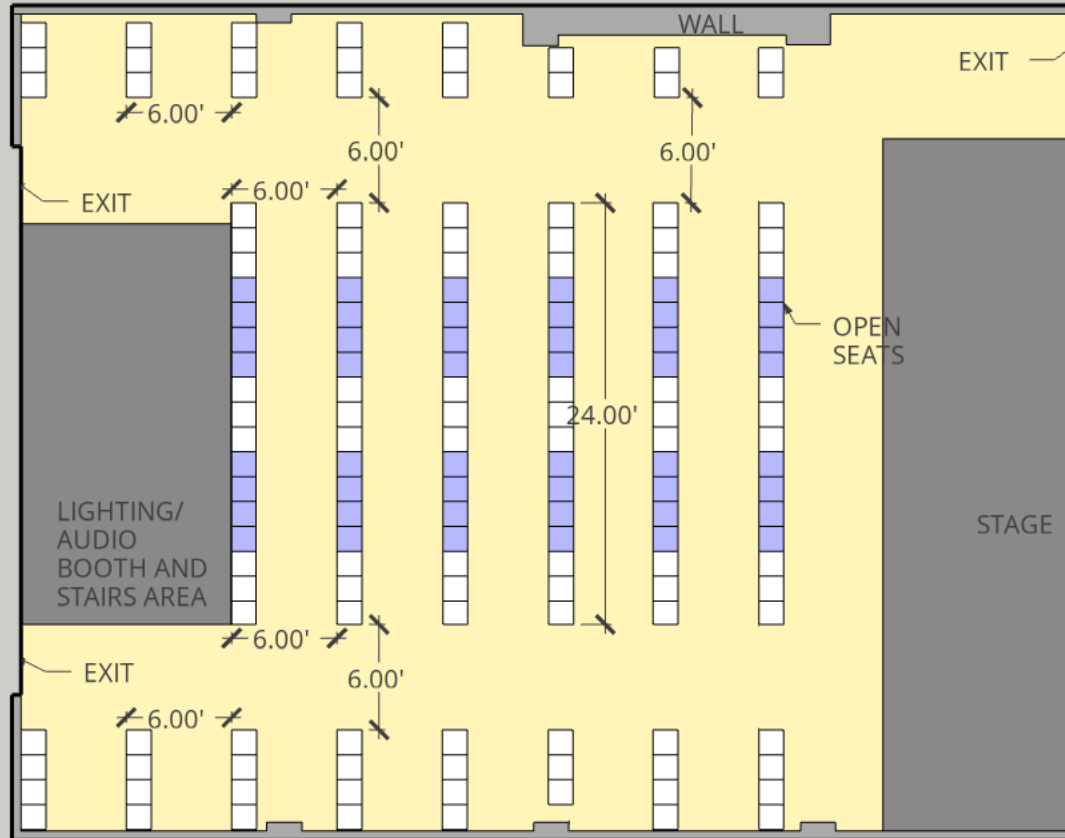 WALL
EXIT
6.00'
6.00'
6.00'
6.00'
EXIT
OPEN
SEATS
24.00'
LIGHTING/
AUDIO
BOOTH AND
STAIRS AREA
STAGE
6.00'
EXIT
6.00'
6.00'